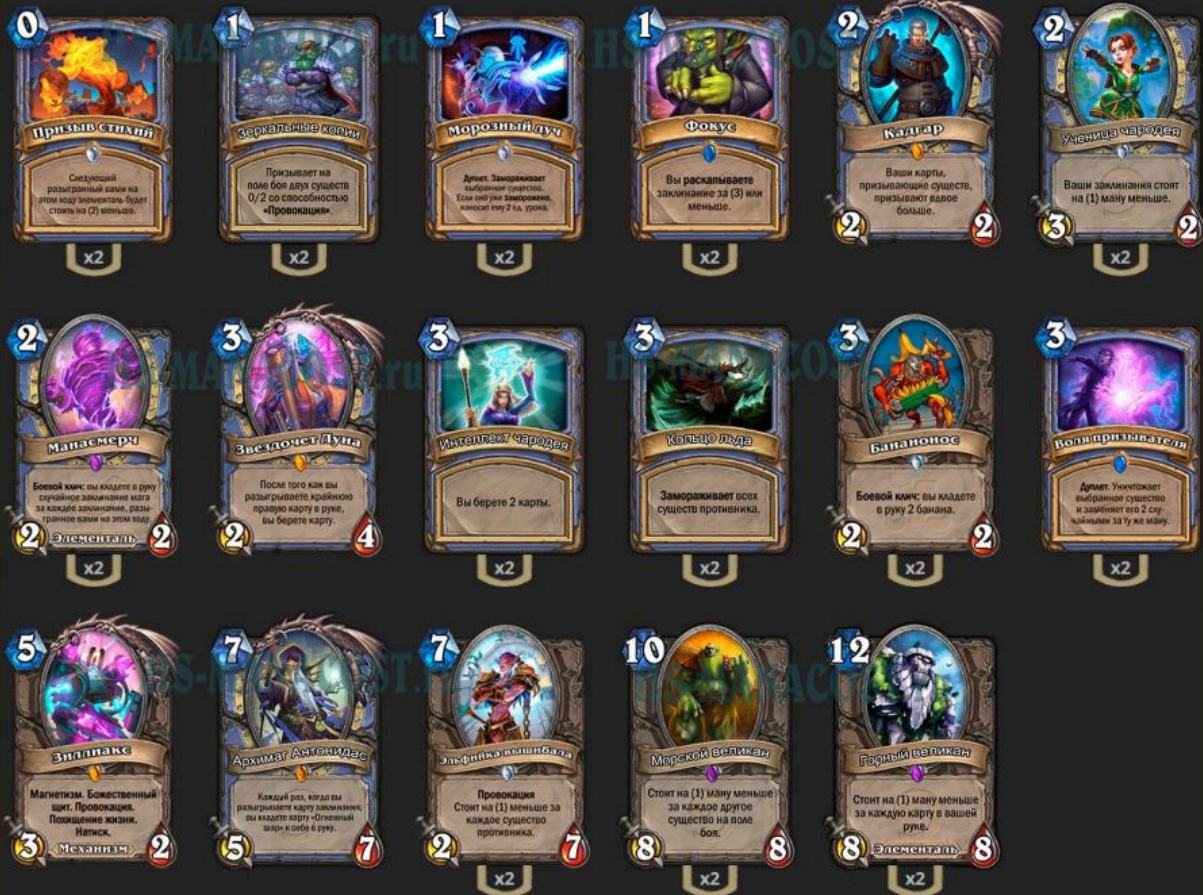 0
Призыв стихий
Следующий
разыгранный вами на
этом ходу элементаль будет
стоить на (2) меньше.
x2
1
Зеркальные копии
Призывает на
поле боя двух существ
0/2 со способностью
«Провокация».
x2
1
Морозный луч
Дуплет. Замораживает
выбранное существо.
Если оно уже заморожено,
наносит ему 2 ед. урона.
x2
1
Фокус
Вы раскапываете
заклинание за (3) или
меньше.
x2
2
Кадгар
Ваши карты,
призывающие существ,
призывают вдвое
больше.
2
2
2
Ученица чародея
Ваши заклинания стоят
на (1) ману меньше.
3
2
x2
2
Манасмерч
Боевой клич: вы кладете в руку
случайное заклинание мага
за каждое заклинание, разы-
гранное вами на этом ходу.
2
Элементаль
2
x2
3
Звездочет Луна
После того как вы
разыгрываете крайнюю
правую карту в руке,
вы берете карту.
2
4
3
Интеллект чародея
Вы берете 2 карты.
x2
3
Кольцо льда
Замораживает всех
существ противника.
x2
3
Бананонос
Боевой клич: вы кладете
в руку 2 банана.
2
2
x2
3
Воля призывателя
Дуплет. Уничтожает
выбранное существо
и заменяет его 2 слу-
чайными за ту же ману.
x2
5
Зиллиакс
Магнетизм. Божественный
щит. Провокация.
Похищение жизни.
Натиск.
3
Механизм
2
7
Архимаг Антонидас
Каждый раз, когда вы
разыгрываете карту заклинания,
вы кладете карту «Огненный
шар» к себе в руку.
5
7
7
Эльфийка-вышибала
Провокация
Стоит на (1) меньше за
каждое существо
противника.
2
7
x2
10
Морской великан
Стоит на (1) ману меньше
за каждое другое
существо на поле
боя.
8
8
x2
12
Горный великан
Стоит на (1) ману меньше
за каждую карту в вашей
руке.
8
Элементаль
8
x2